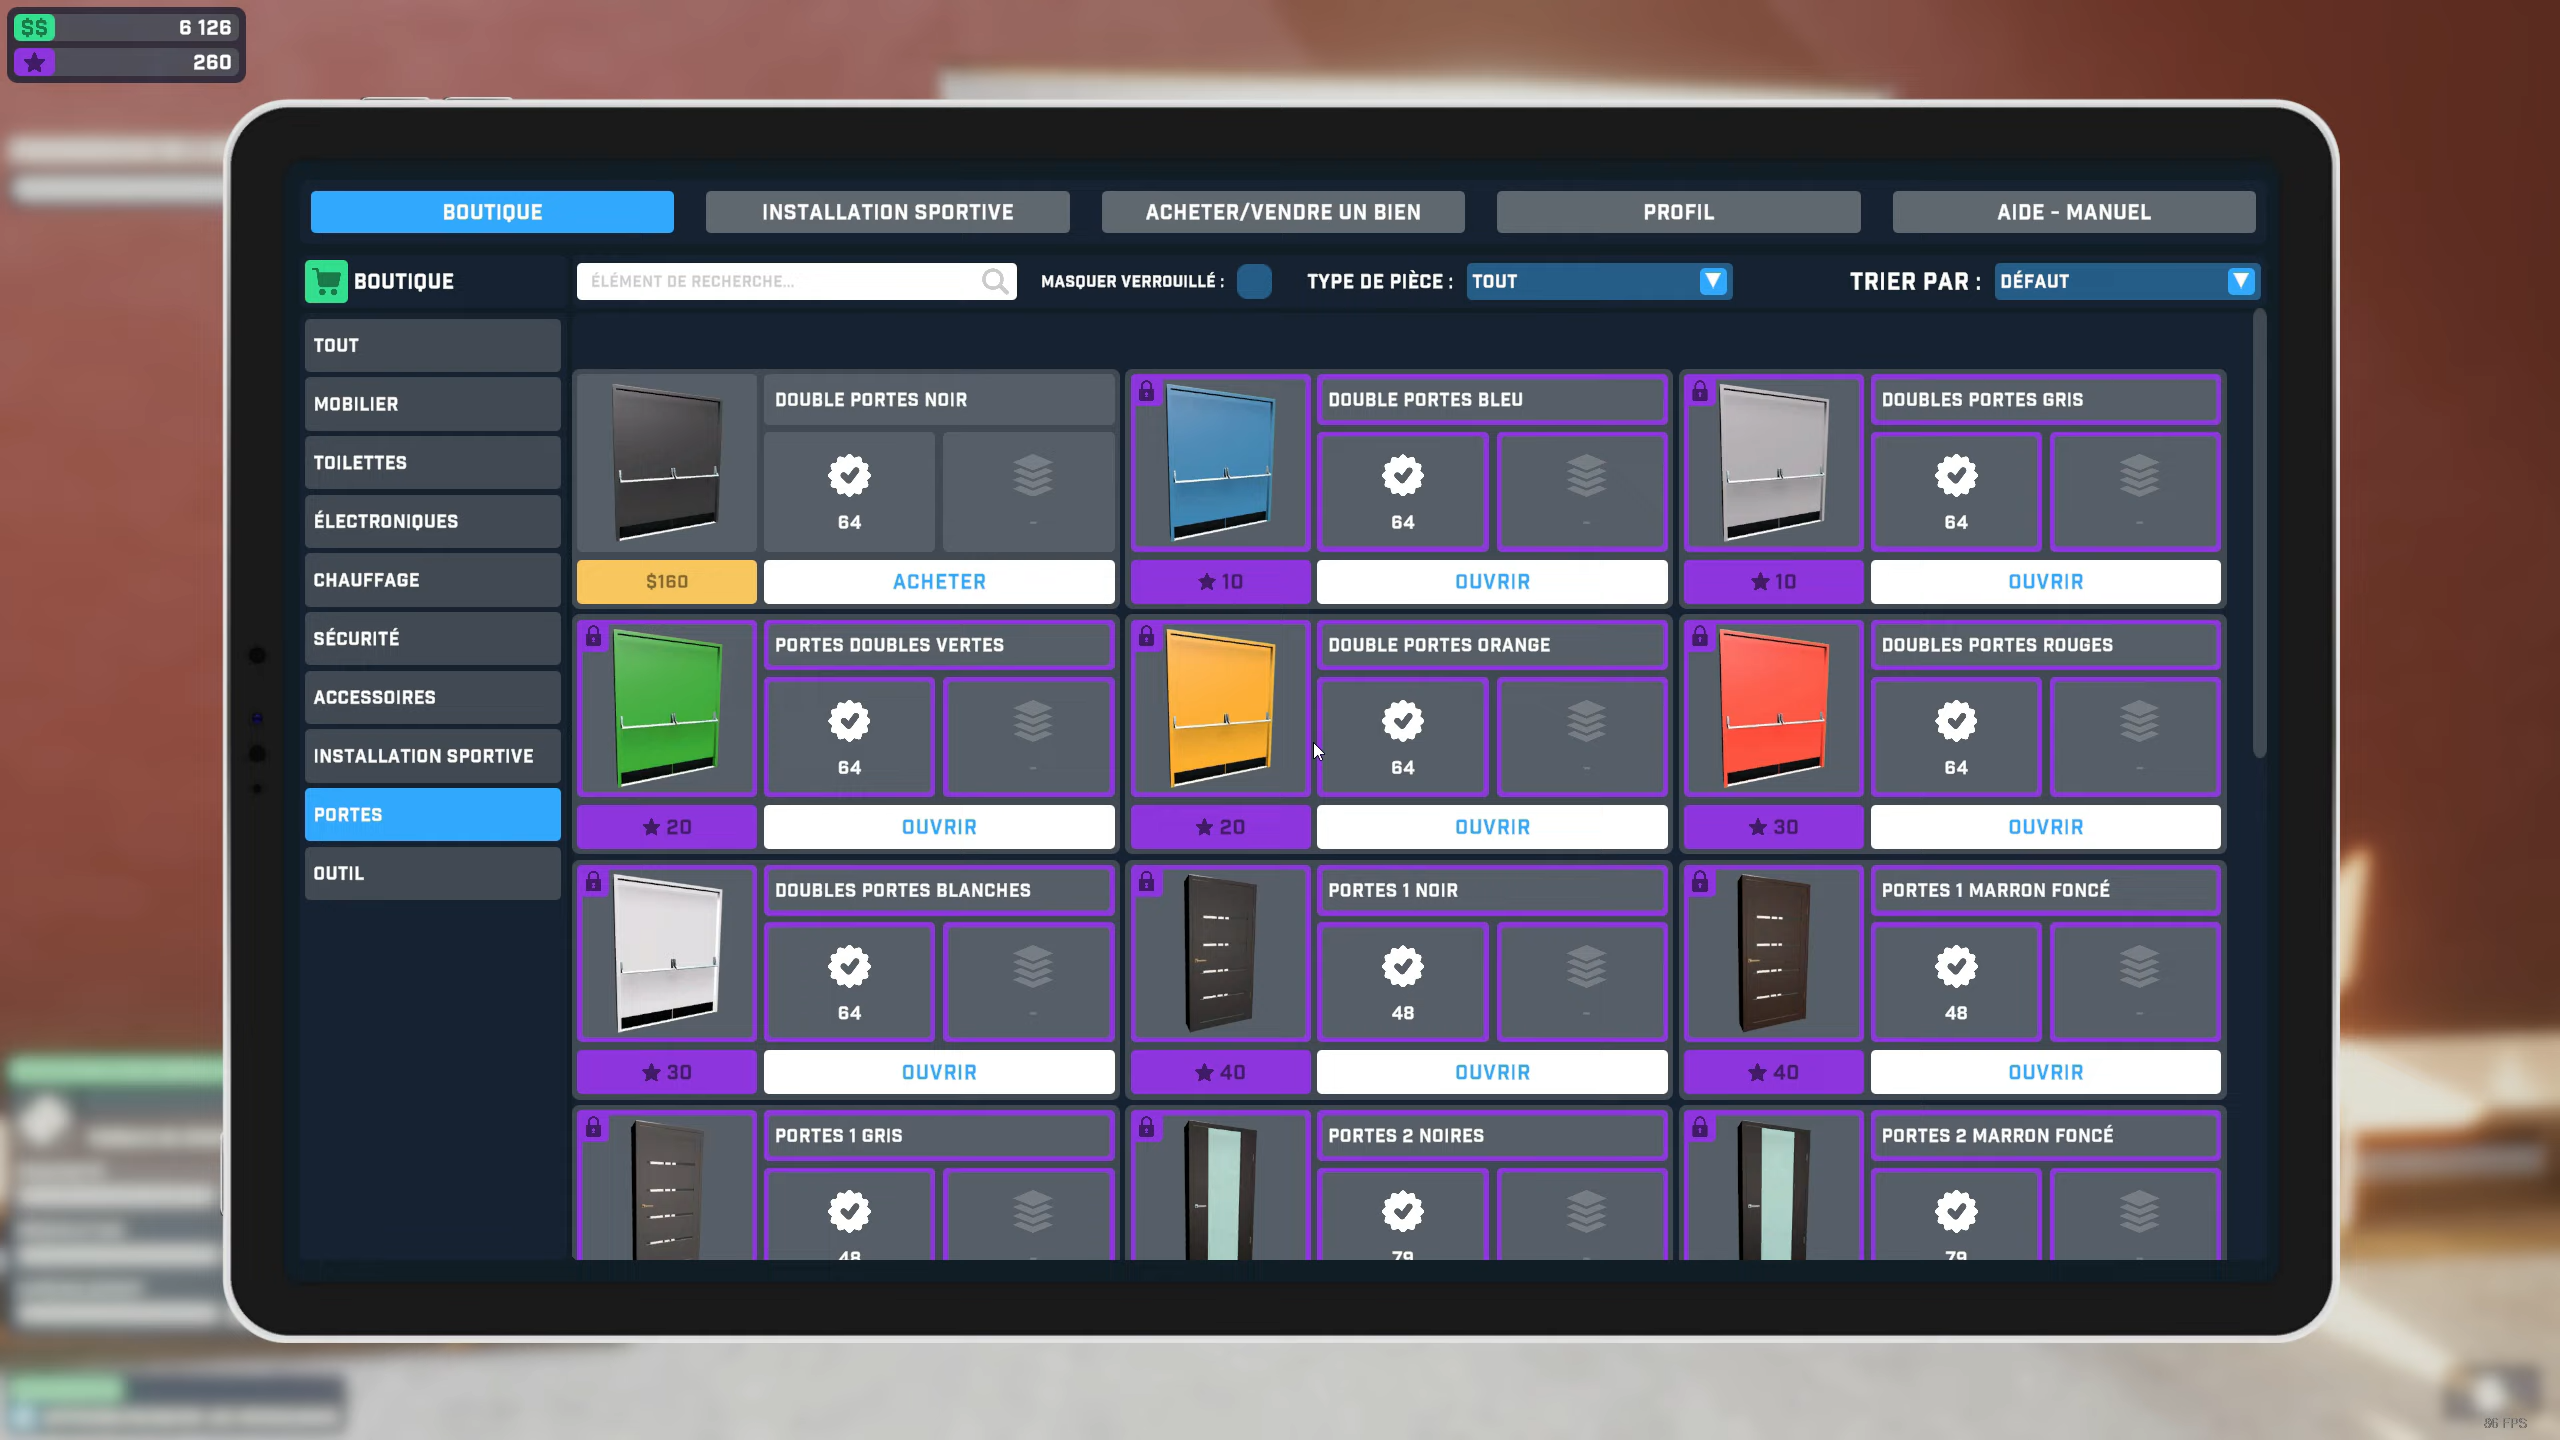 $$ 6 126
260
BOUTIQUE INSTALLATION SPORTIVE ACHETER/VENDRE UN BIEN PROFIL AIDE - MANUEL
BOUTIQUE ÉLÉMENT DE RECHERCHE... MASQUER VERROUILLÉ : TYPE DE PIÈCE : TOUT TRIER PAR : DÉFAUT
TOUT
MOBILIER
TOILETTES
ÉLECTRONIQUES
CHAUFFAGE
SÉCURITÉ
ACCESSOIRES
INSTALLATION SPORTIVE
PORTES
OUTIL
DOUBLE PORTES NOIR
64 -
$160 ACHETER
DOUBLE PORTES BLEU
64 -
10 OUVRIR
DOUBLES PORTES GRIS
64 -
10 OUVRIR
PORTES DOUBLES VERTES
64 -
20 OUVRIR
DOUBLE PORTES ORANGE
64 -
20 OUVRIR
DOUBLES PORTES ROUGES
64 -
30 OUVRIR
DOUBLES PORTES BLANCHES
64 -
30 OUVRIR
PORTES 1 NOIR
48 -
40 OUVRIR
PORTES 1 MARRON FONCÉ
48 -
40 OUVRIR
PORTES 1 GRIS
48
PORTES 2 NOIRES
79
PORTES 2 MARRON FONCÉ
79
86 FPS